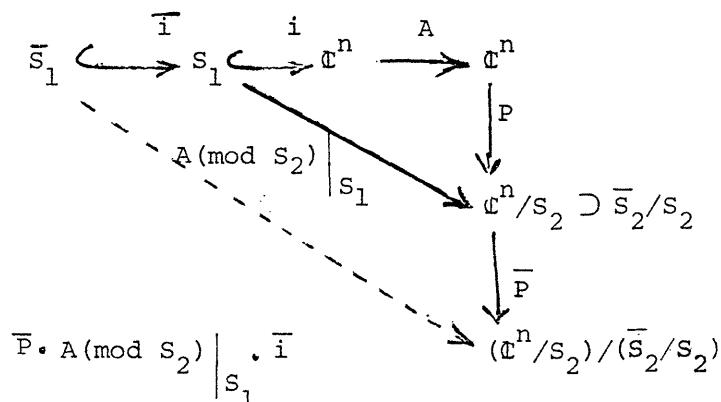 i̅ i A
S̅₁ S₁ ℂⁿ ℂⁿ
P
A(mod S₂)|S₁
ℂⁿ/S₂ ⊃ S̅₂/S₂
P̅
P̅ · A(mod S₂)|S₁ · i̅ (ℂⁿ/S₂)/(S̅₂/S₂)